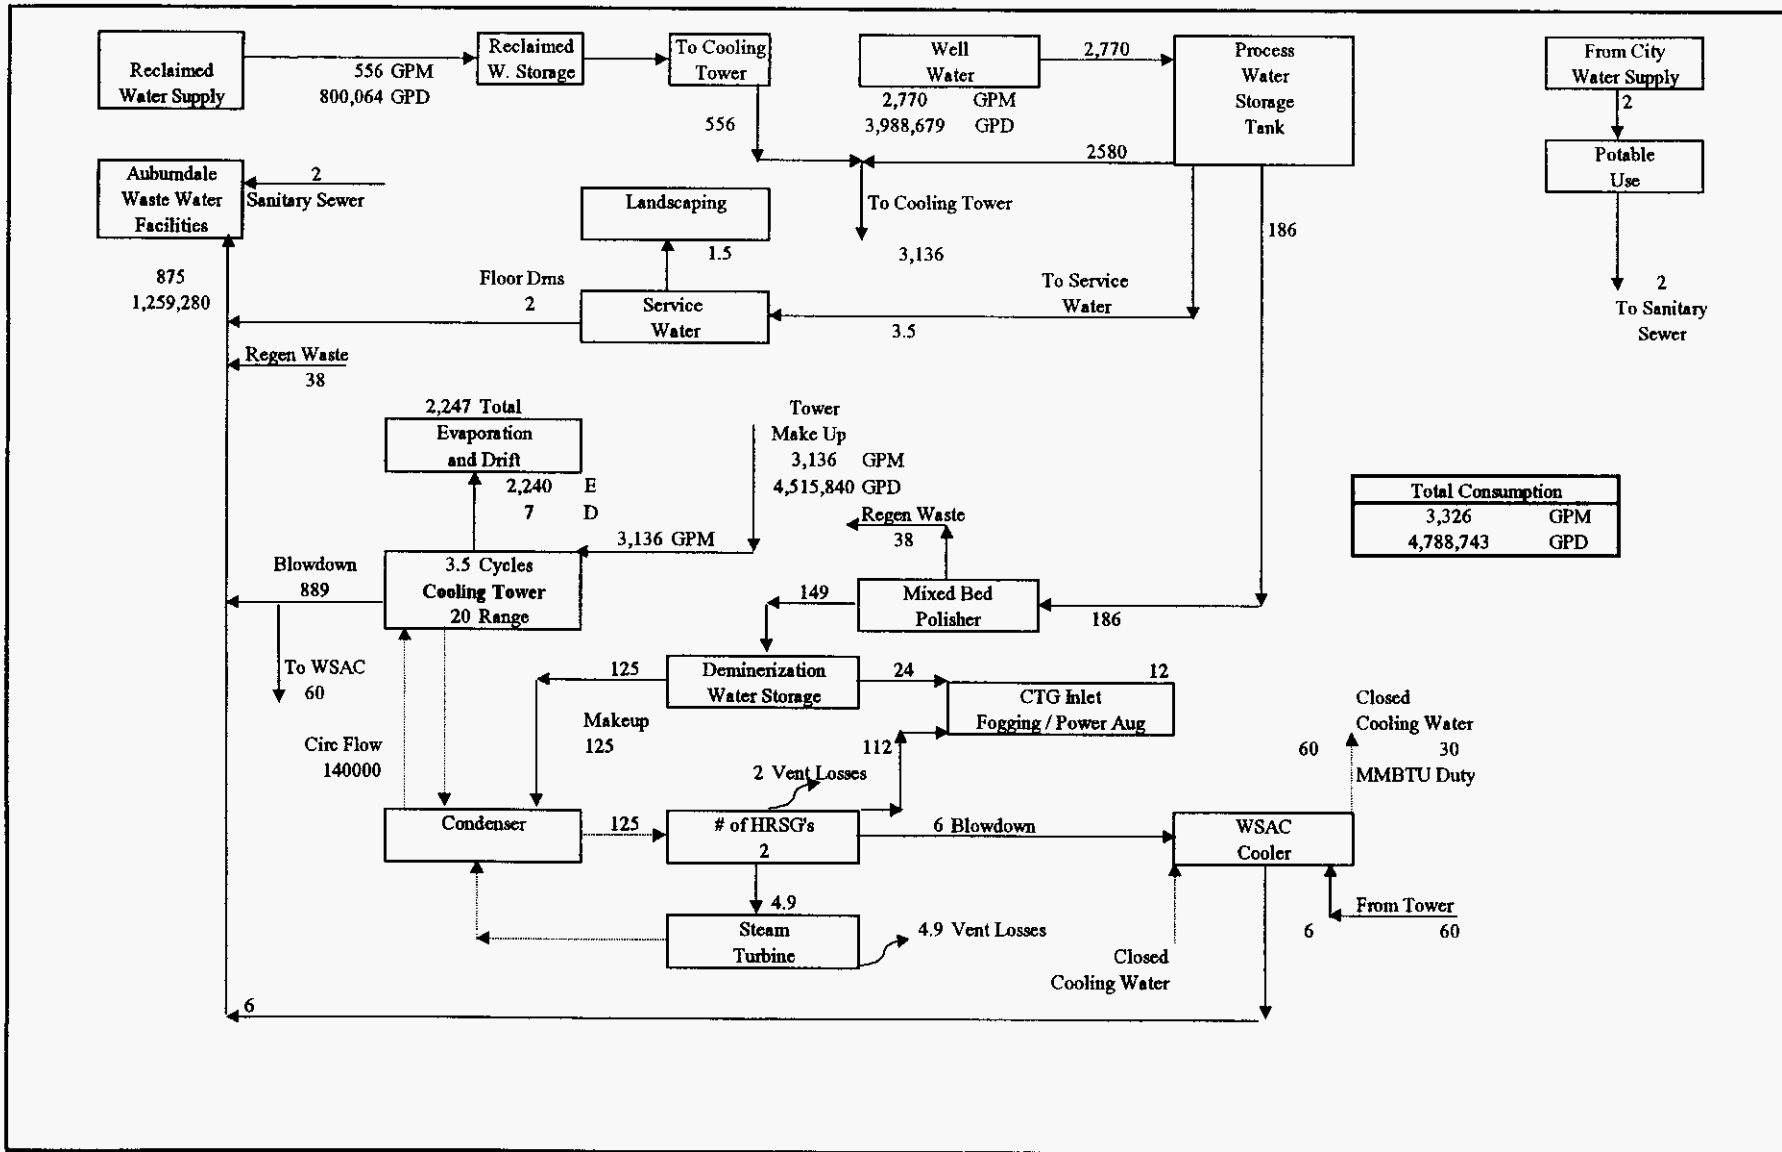 Reclaimed
Water Supply
556 GPM
800,064 GPD
Reclaimed
W. Storage
To Cooling
Tower
556
Well
Water
2,770 GPM
3,988,679 GPD
2,770
Process
Water
Storage
Tank
From City
Water Supply
2
Potable
Use
2
To Sanitary
Sewer
Auburndale
Waste Water
Facilities
2
Sanitary Sewer
2580
To Cooling Tower
3,136
186
Landscaping
1.5
875
1,259,280
Floor Drns
2
Service
Water
To Service
Water
3.5
Regen Waste
38
2,247 Total
Evaporation
and Drift
2,240 E
7 D
Tower
Make Up
3,136 GPM
4,515,840 GPD
Total Consumption
3,326 GPM
4,788,743 GPD
Regen Waste
38
3,136 GPM
Blowdown
889
3.5 Cycles
Cooling Tower
20 Range
149
Mixed Bed
Polisher
186
To WSAC
60
125
Deminerization
Water Storage
24
12
CTG Inlet
Fogging / Power Aug
Makeup
125
112
Circ Flow
140000
Closed
Cooling Water
60 30
MMBTU Duty
2 Vent Losses
Condenser
125
# of HRSG's
2
6 Blowdown
WSAC
Cooler
4.9
Steam
Turbine
4.9 Vent Losses
From Tower
6 60
Closed
Cooling Water
6